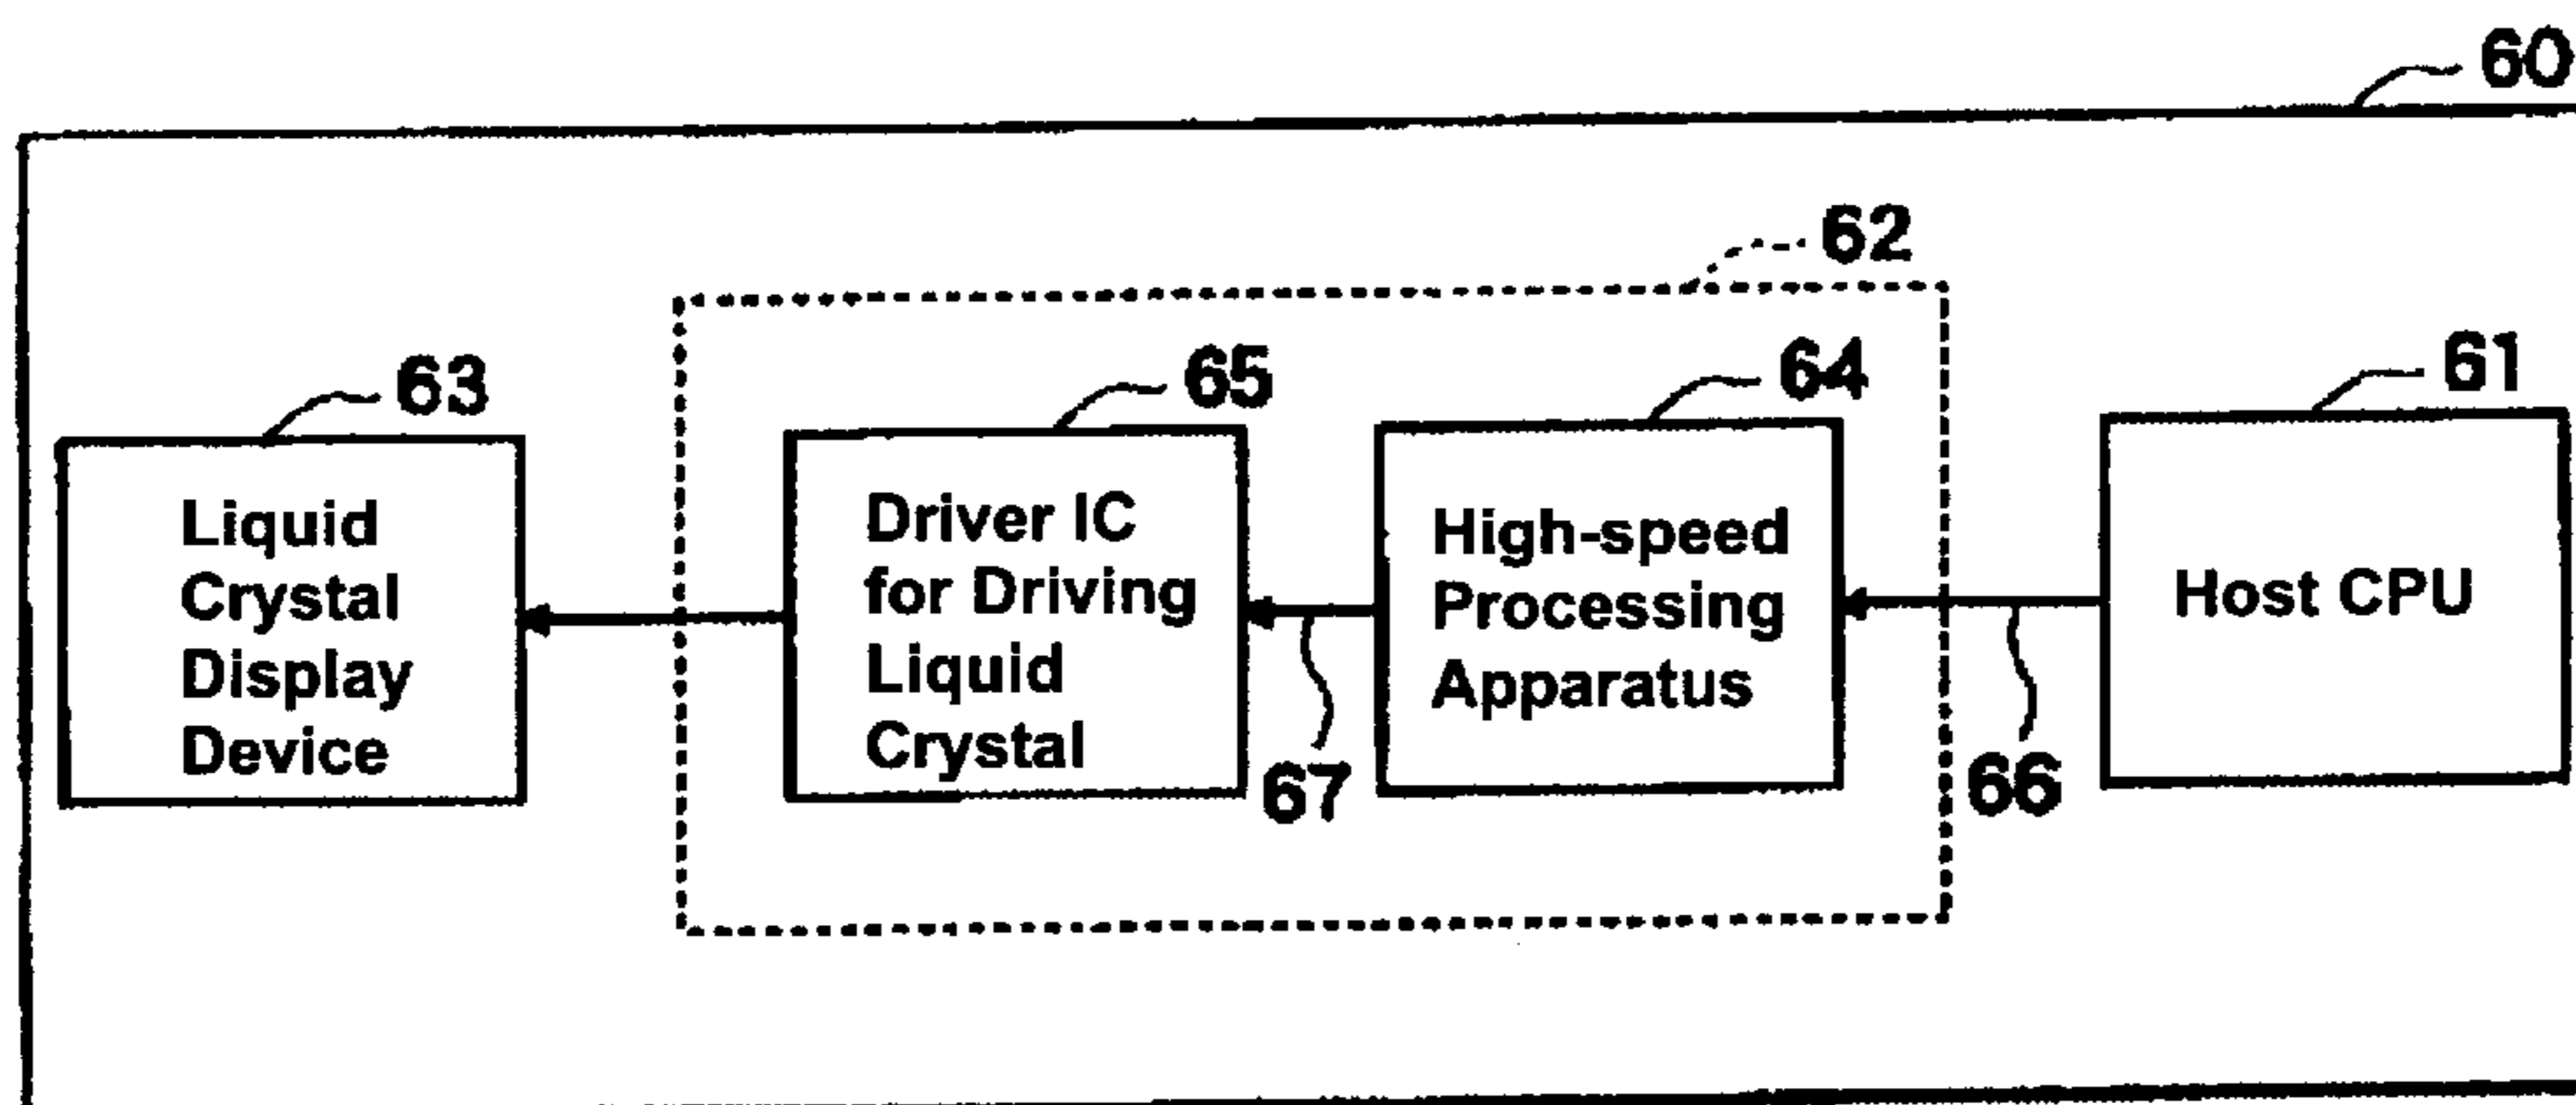 60
62
63
65
64
61
Liquid
Crystal
Display
Device
Driver IC
for Driving
Liquid
Crystal
High-speed
Processing
Apparatus
Host CPU
67
66